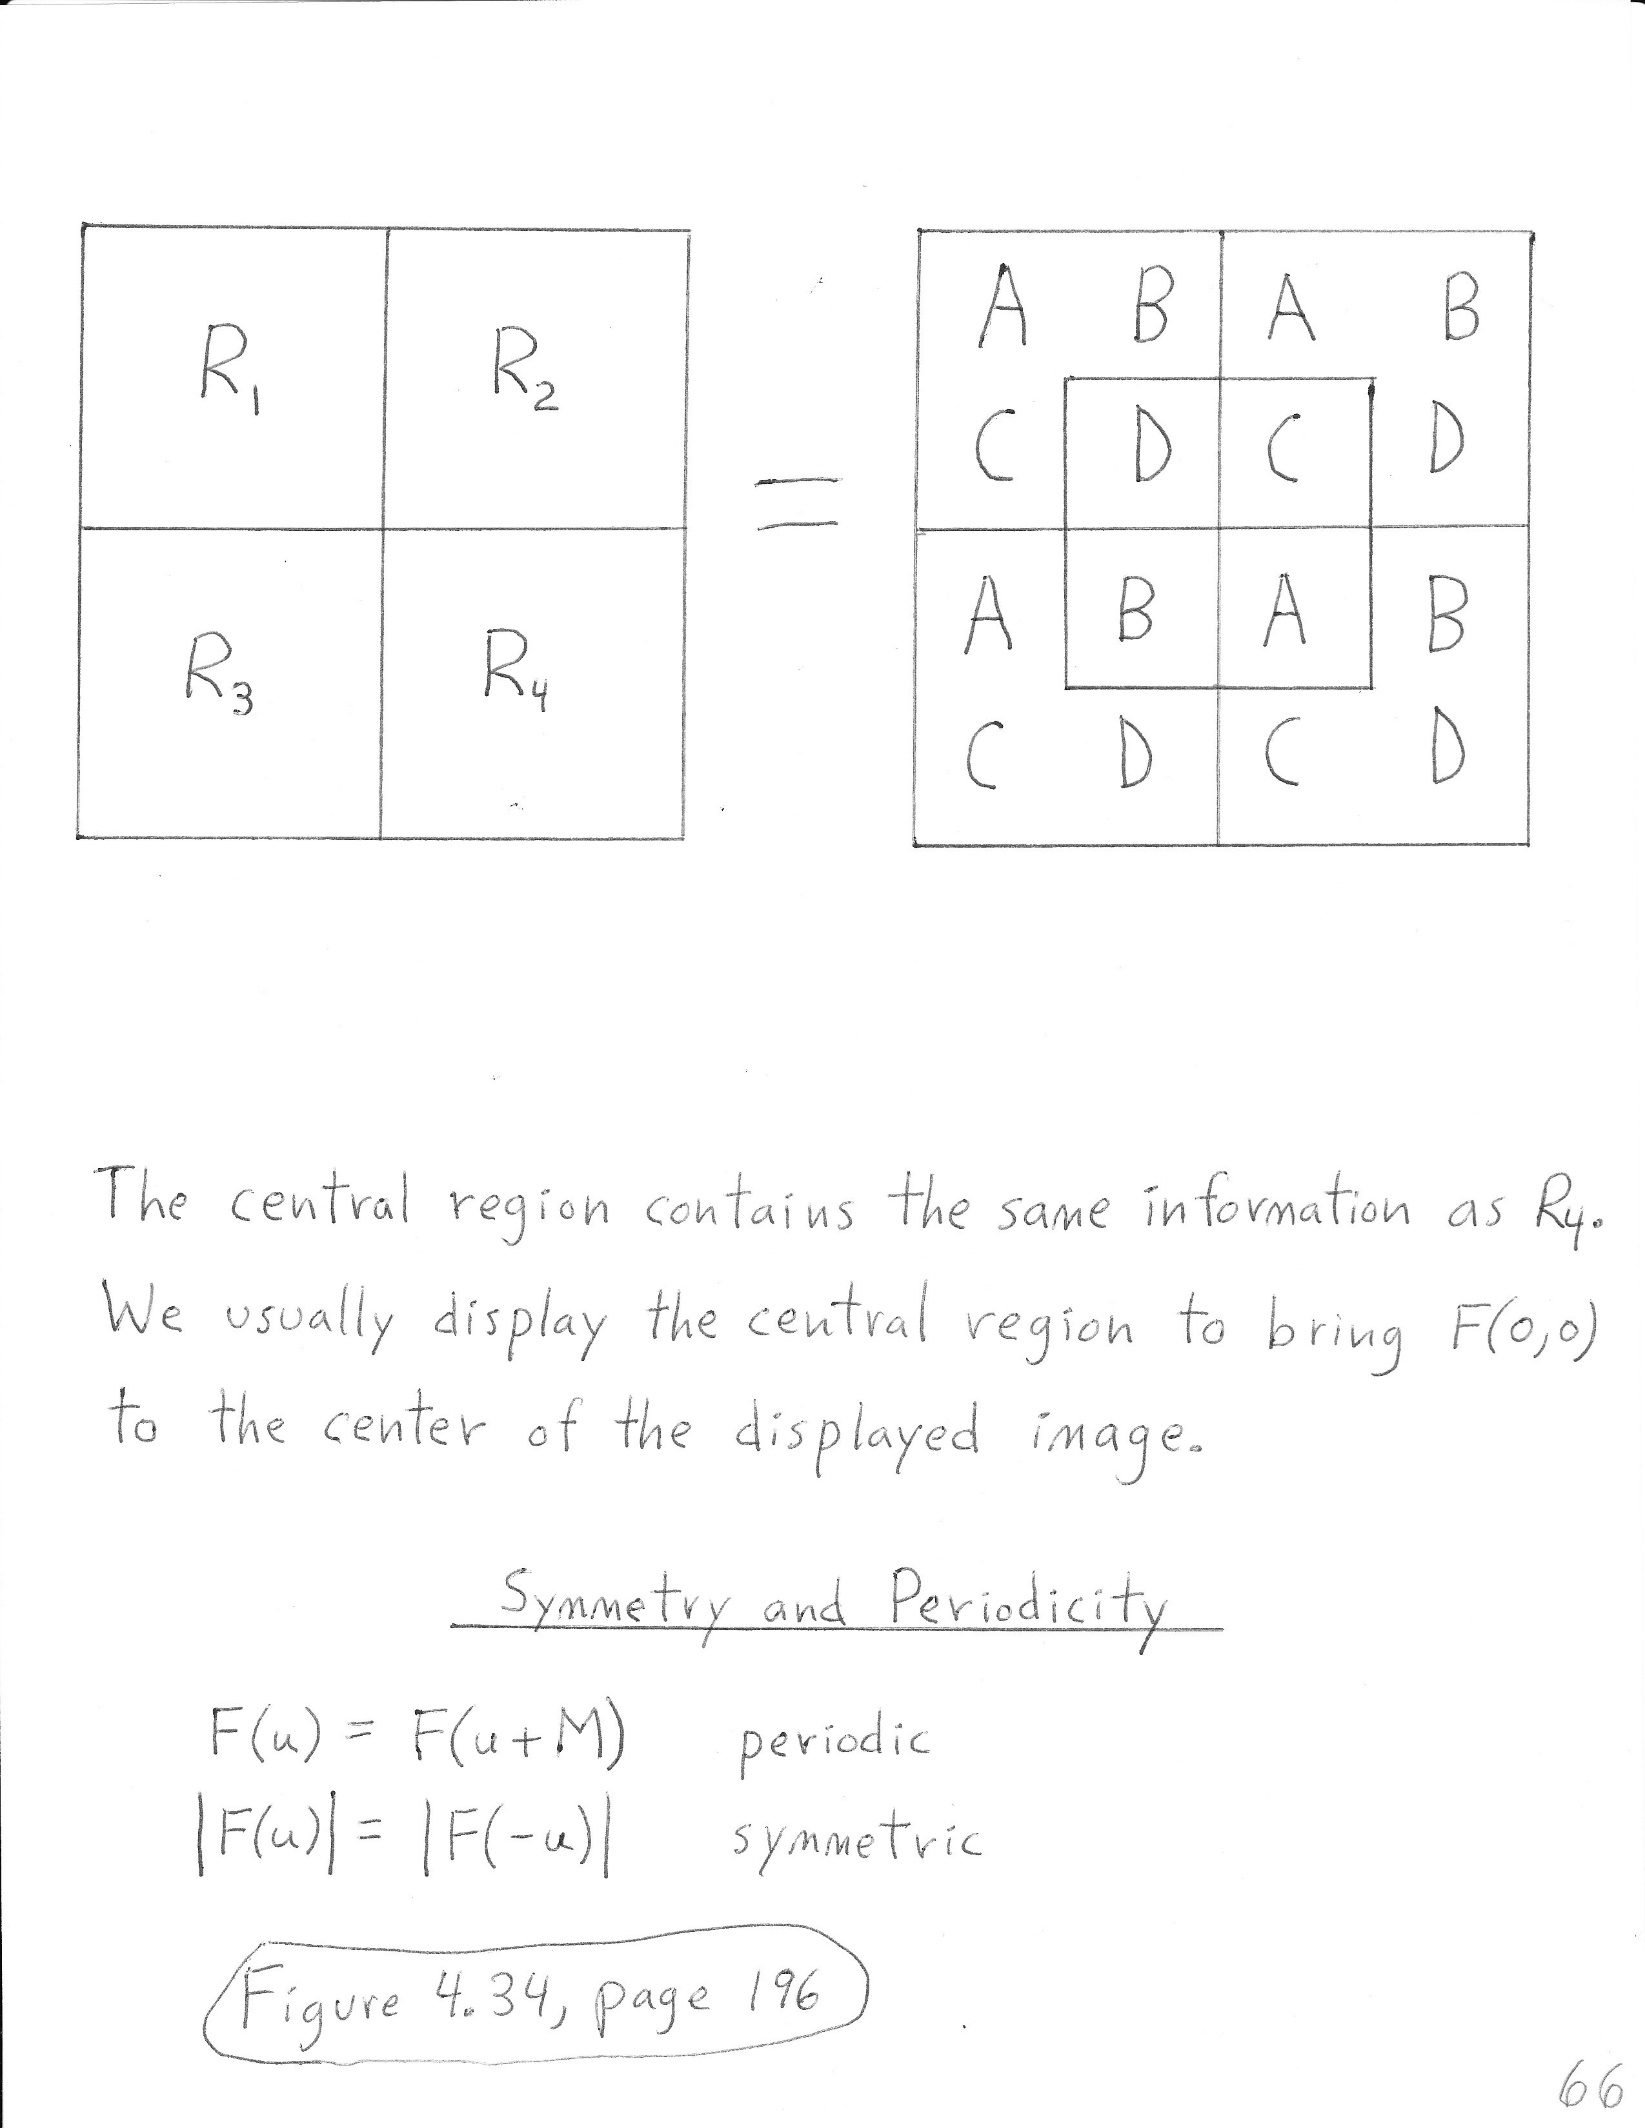 R₁ R₂
R₃ R₄
=
A B A B
C D C D
A B A B
C D C D
The central region contains the same information as R₄.
We usually display the central region to bring F(0,0)
to the center of the displayed image.
Symmetry and Periodicity
F(u) = F(u+M) periodic
|F(u)| = |F(-u)| symmetric
Figure 4.34, page 196
66